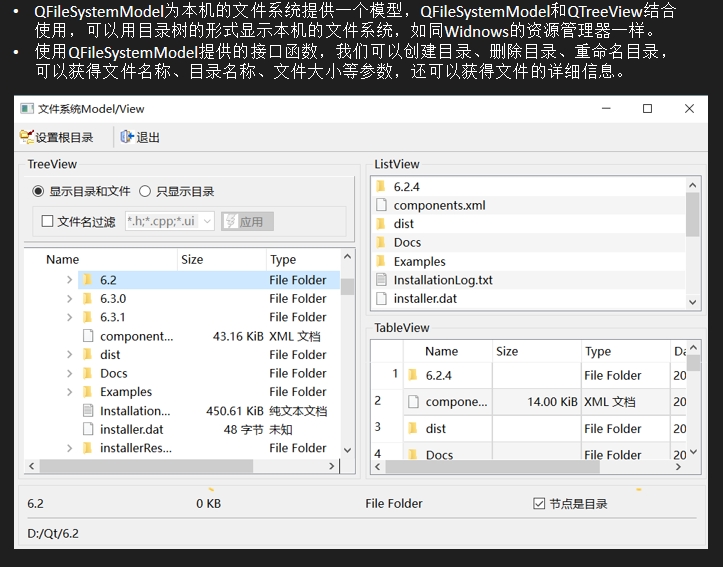 • QFileSystemModel为本机的文件系统提供一个模型，QFileSystemModel和QTreeView结合
使用，可以用目录树的形式显示本机的文件系统，如同Widnows的资源管理器一样。
• 使用QFileSystemModel提供的接口函数，我们可以创建目录、删除目录、重命名目录，
可以获得文件名称、目录名称、文件大小等参数，还可以获得文件的详细信息。
文件系统Model/View
设置根目录 退出
TreeView
显示目录和文件 只显示目录
文件名过滤 *.h;*.cpp;*.ui 应用
Name Size Type
6.2 File Folder
6.3.0 File Folder
6.3.1 File Folder
component... 43.16 KiB XML 文档
dist File Folder
Docs File Folder
Examples File Folder
Installation... 450.61 KiB 纯文本文档
installer.dat 48 字节 未知
installerRes... File Folder
ListView
6.2.4
components.xml
dist
Docs
Examples
InstallationLog.txt
installer.dat
TableView
Name Size Type Da
1 6.2.4 File Folder 20
2 compone... 14.00 KiB XML 文档 20
3 dist File Folder 20
4 Docs File Folder 20
6.2 0 KB File Folder 节点是目录
D:/Qt/6.2